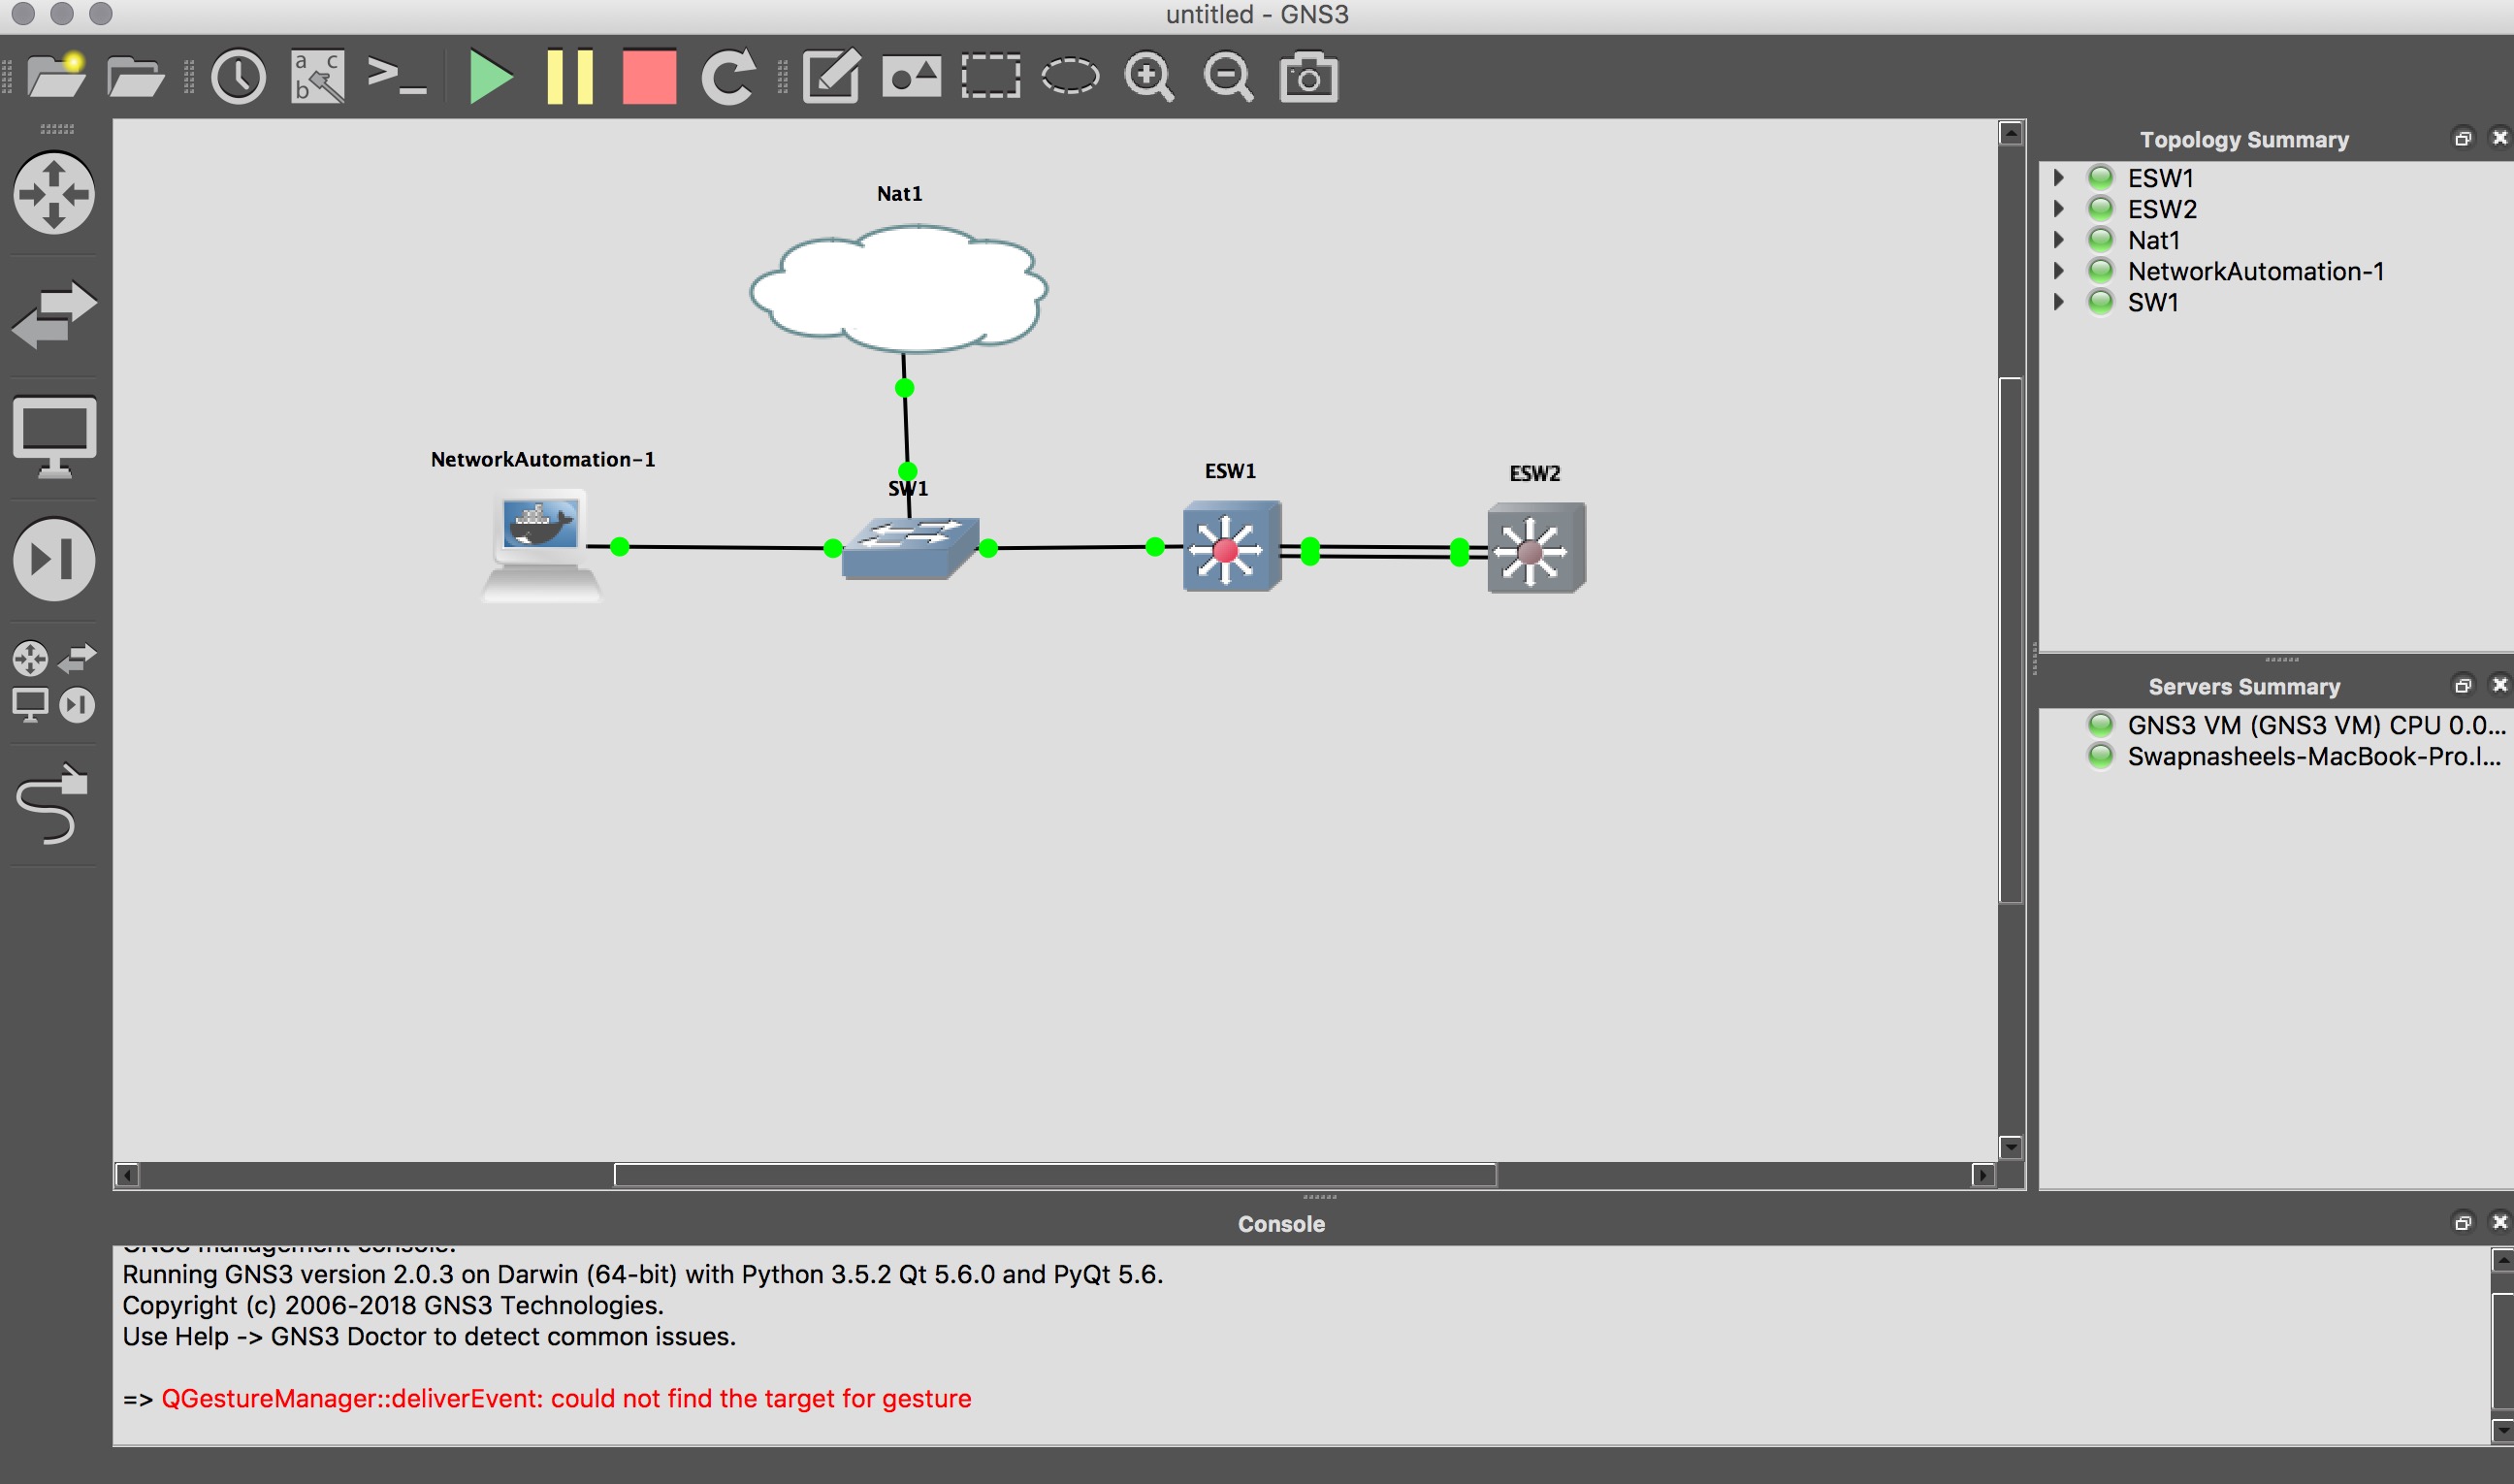 untitled - GNS3
a c
b
>_
Topology Summary
ESW1
ESW2
Nat1
NetworkAutomation-1
SW1
Nat1
NetworkAutomation-1
SW1
ESW1
ESW2
Servers Summary
GNS3 VM (GNS3 VM) CPU 0.0...
Swapnasheels-MacBook-Pro.l...
Console
GNS3 management console.
Running GNS3 version 2.0.3 on Darwin (64-bit) with Python 3.5.2 Qt 5.6.0 and PyQt 5.6.
Copyright (c) 2006-2018 GNS3 Technologies.
Use Help -> GNS3 Doctor to detect common issues.
=> QGestureManager::deliverEvent: could not find the target for gesture